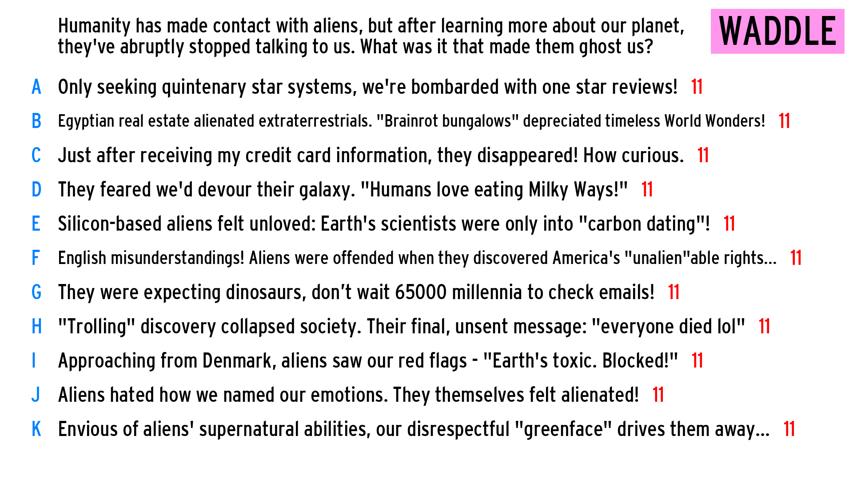 Humanity has made contact with aliens, but after learning more about our planet,
they've abruptly stopped talking to us. What was it that made them ghost us?
WADDLE
A Only seeking quintenary star systems, we're bombarded with one star reviews! 11
B Egyptian real estate alienated extraterrestrials. "Brainrot bungalows" depreciated timeless World Wonders! 11
C Just after receiving my credit card information, they disappeared! How curious. 11
D They feared we'd devour their galaxy. "Humans love eating Milky Ways!" 11
E Silicon-based aliens felt unloved: Earth's scientists were only into "carbon dating"! 11
F English misunderstandings! Aliens were offended when they discovered America's "unalien"able rights... 11
G They were expecting dinosaurs, don’t wait 65000 millennia to check emails! 11
H "Trolling" discovery collapsed society. Their final, unsent message: "everyone died lol" 11
I Approaching from Denmark, aliens saw our red flags - "Earth's toxic. Blocked!" 11
J Aliens hated how we named our emotions. They themselves felt alienated! 11
K Envious of aliens' supernatural abilities, our disrespectful "greenface" drives them away... 11